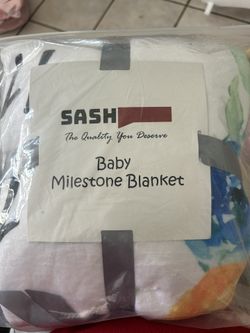 SASH
The Quality You Deserve
Baby
Milestone Blanket